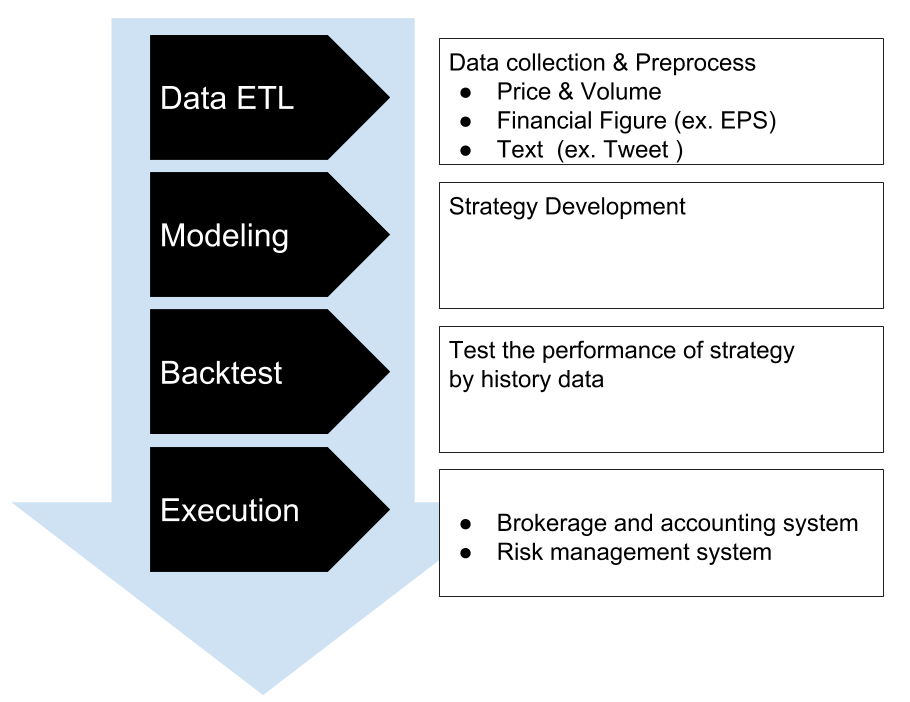 Data ETL
Data collection & Preprocess
● Price & Volume
● Financial Figure (ex. EPS)
● Text  (ex. Tweet )
Modeling
Strategy Development
Backtest
Test the performance of strategy
by history data
Execution
● Brokerage and accounting system
● Risk management system